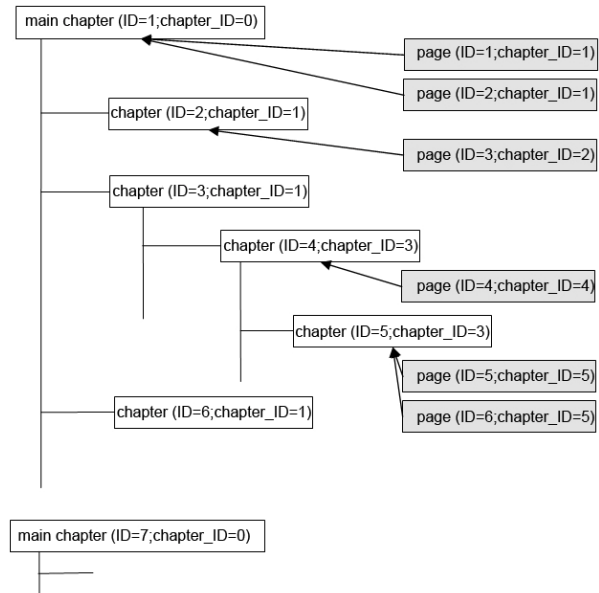 main chapter (ID=1;chapter_ID=0)
page (ID=1;chapter_ID=1)
page (ID=2;chapter_ID=1)
chapter (ID=2;chapter_ID=1)
page (ID=3;chapter_ID=2)
chapter (ID=3;chapter_ID=1)
chapter (ID=4;chapter_ID=3)
page (ID=4;chapter_ID=4)
chapter (ID=5;chapter_ID=3)
page (ID=5;chapter_ID=5)
chapter (ID=6;chapter_ID=1)
page (ID=6;chapter_ID=5)
main chapter (ID=7;chapter_ID=0)